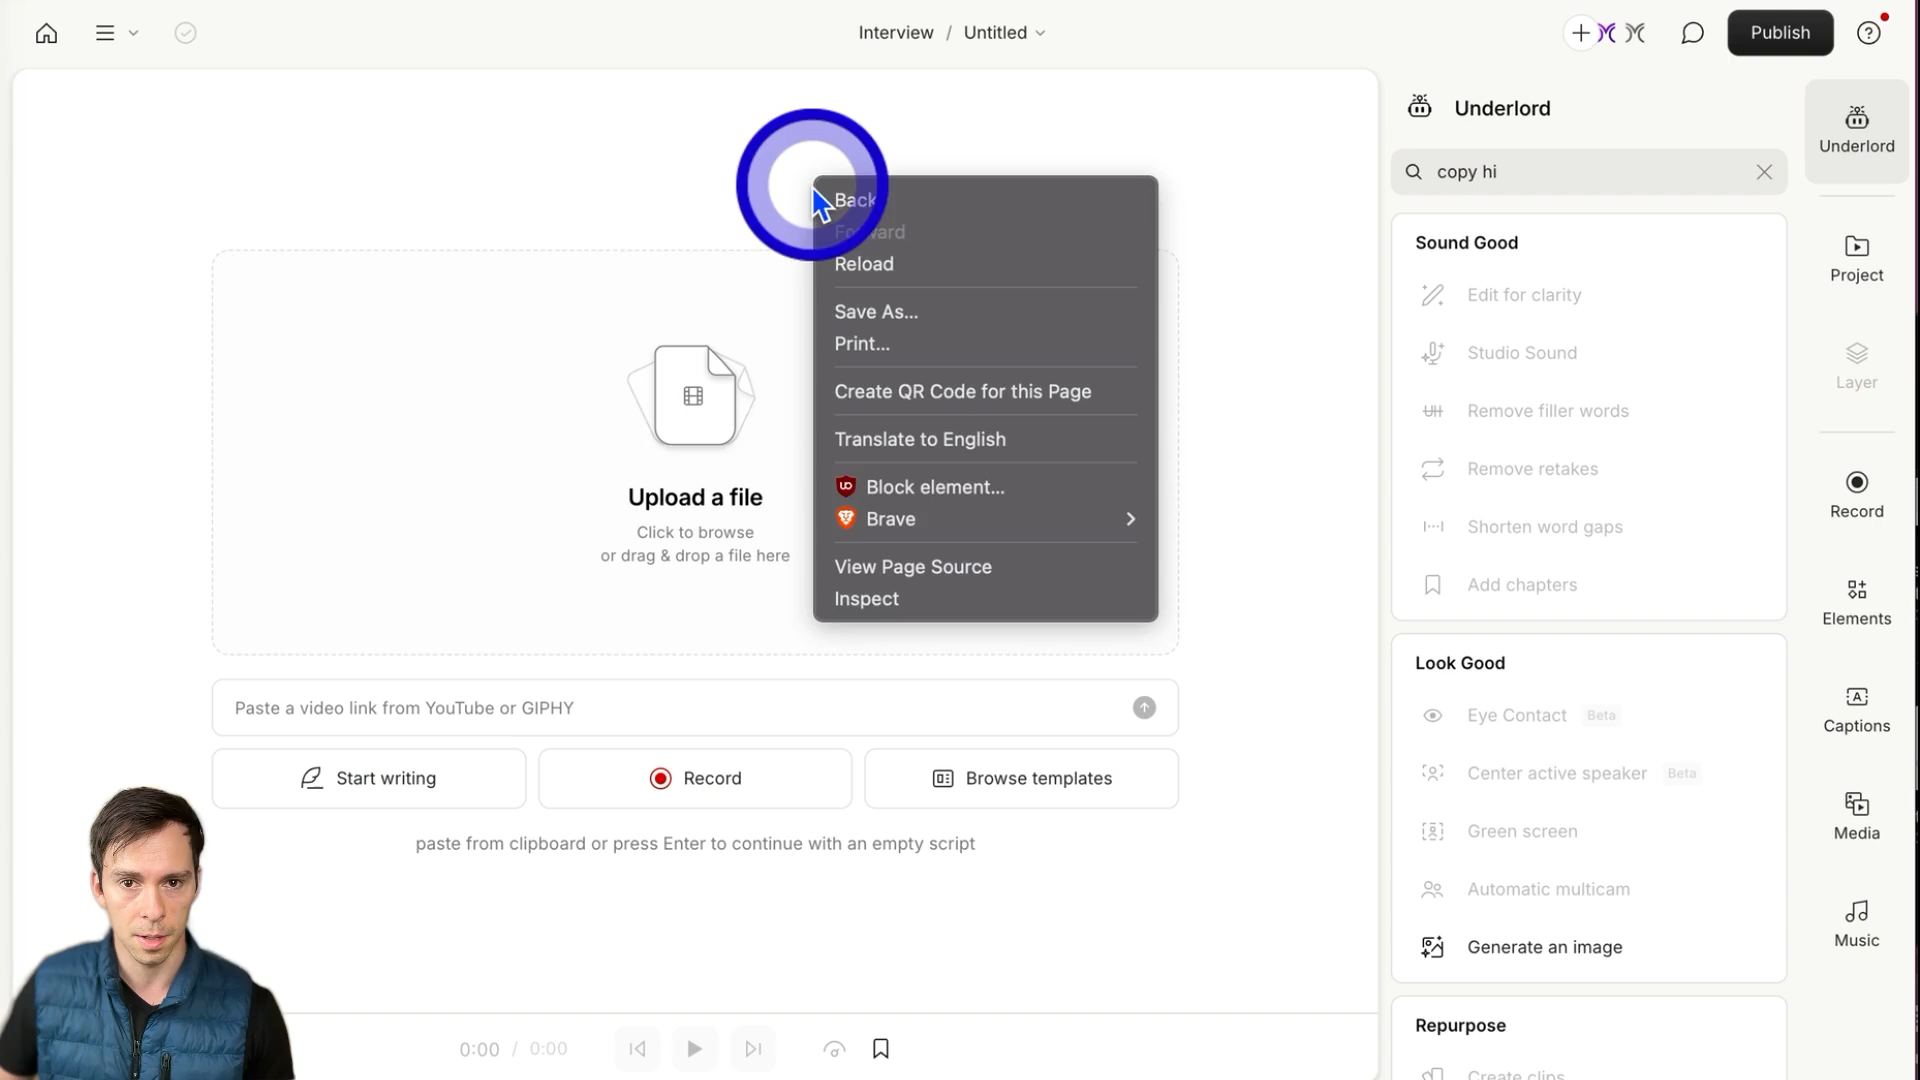 Interview / Untitled
Publish
Underlord
copy hi
Sound Good
Edit for clarity
Studio Sound
Remove filler words
Remove retakes
Shorten word gaps
Add chapters
Look Good
Eye Contact Beta
Center active speaker Beta
Green screen
Automatic multicam
Generate an image
Repurpose
Create clips
Underlord
Project
Layer
Record
Elements
Captions
Media
Music
Back
Forward
Reload
Save As...
Print...
Create QR Code for this Page
Translate to English
Block element...
Brave
View Page Source
Inspect
Upload a file
Click to browse
or drag & drop a file here
Paste a video link from YouTube or GIPHY
Start writing
Record
Browse templates
paste from clipboard or press Enter to continue with an empty script
0:00 / 0:00